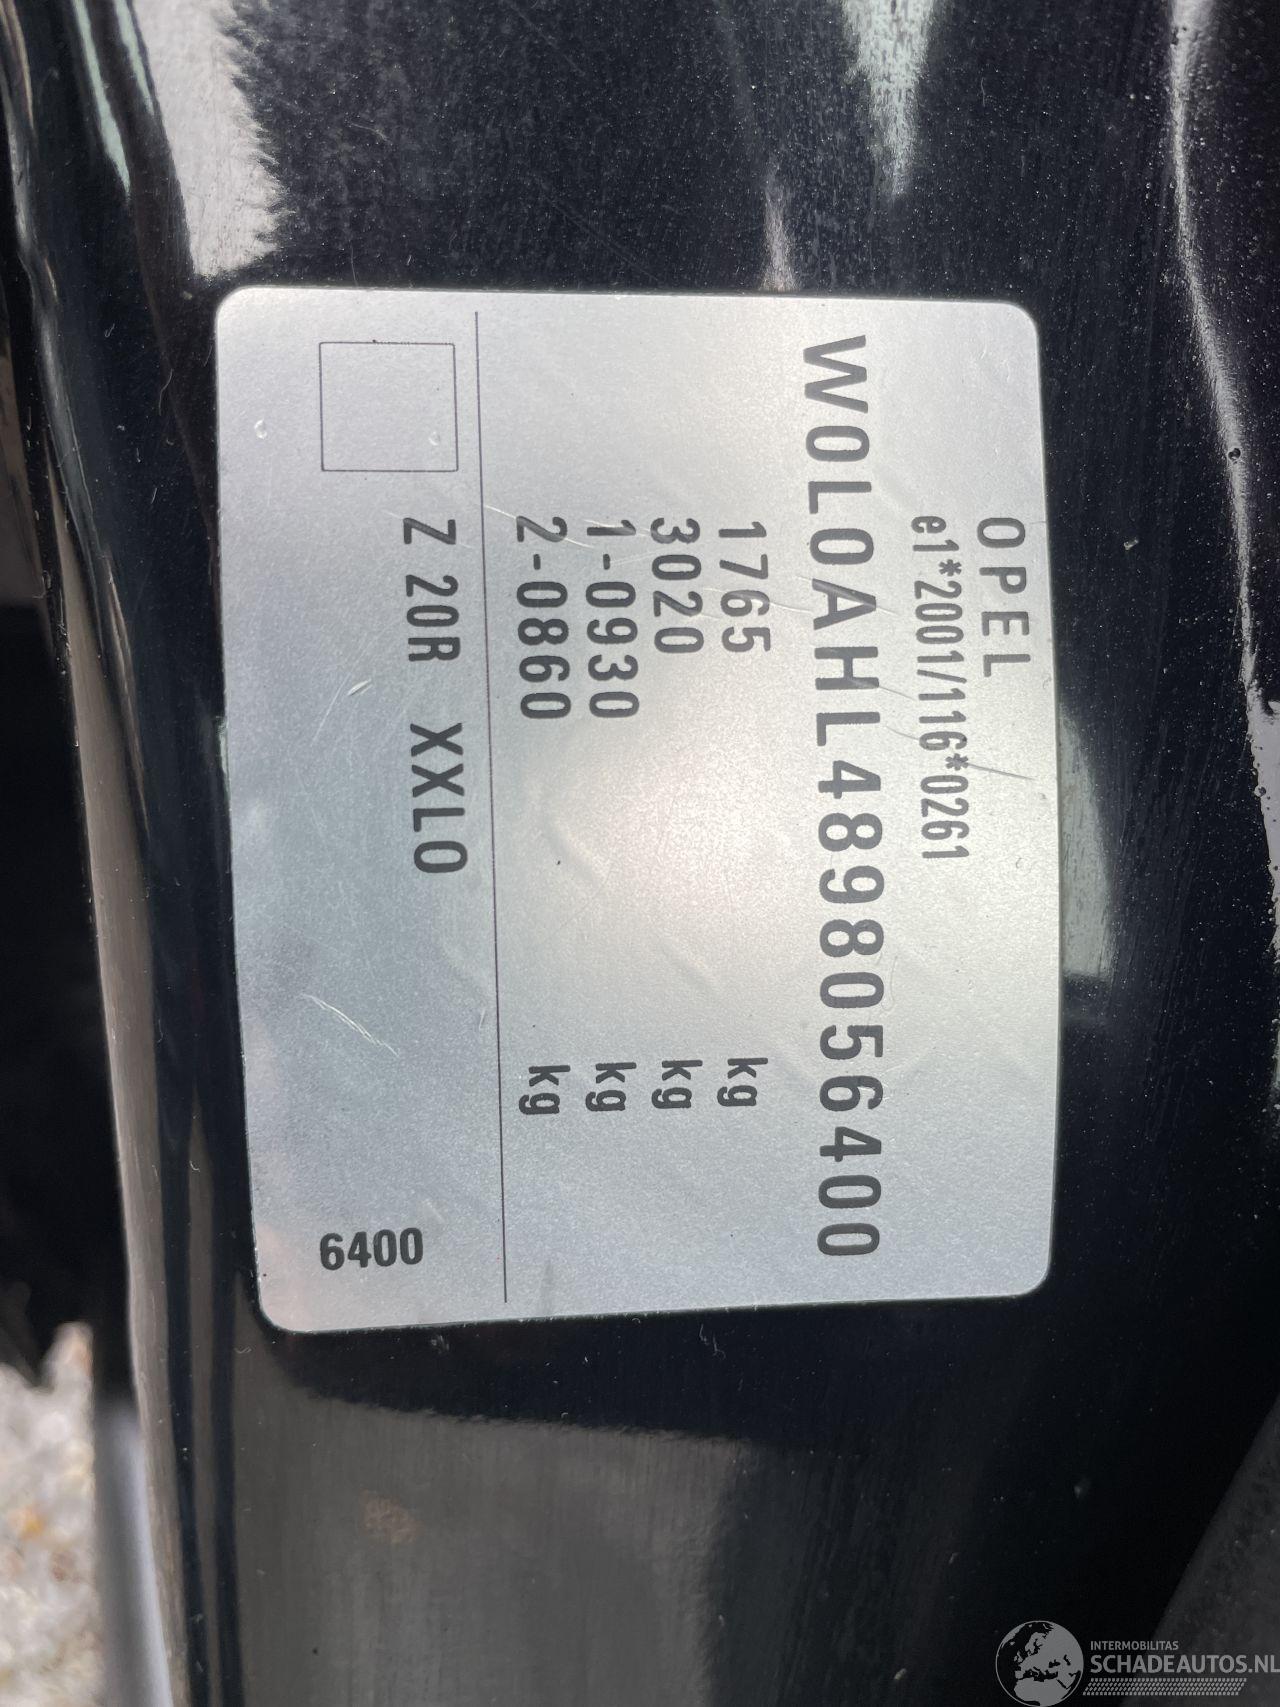 OPEL
e1*2001/116*0261
W0L0AHL4898056400
1765 kg
3020 kg
1-0930 kg
2-0860 kg
Z 20R XXL0
6400
INTERMOBILITAS
SCHADEAUTOS.NL